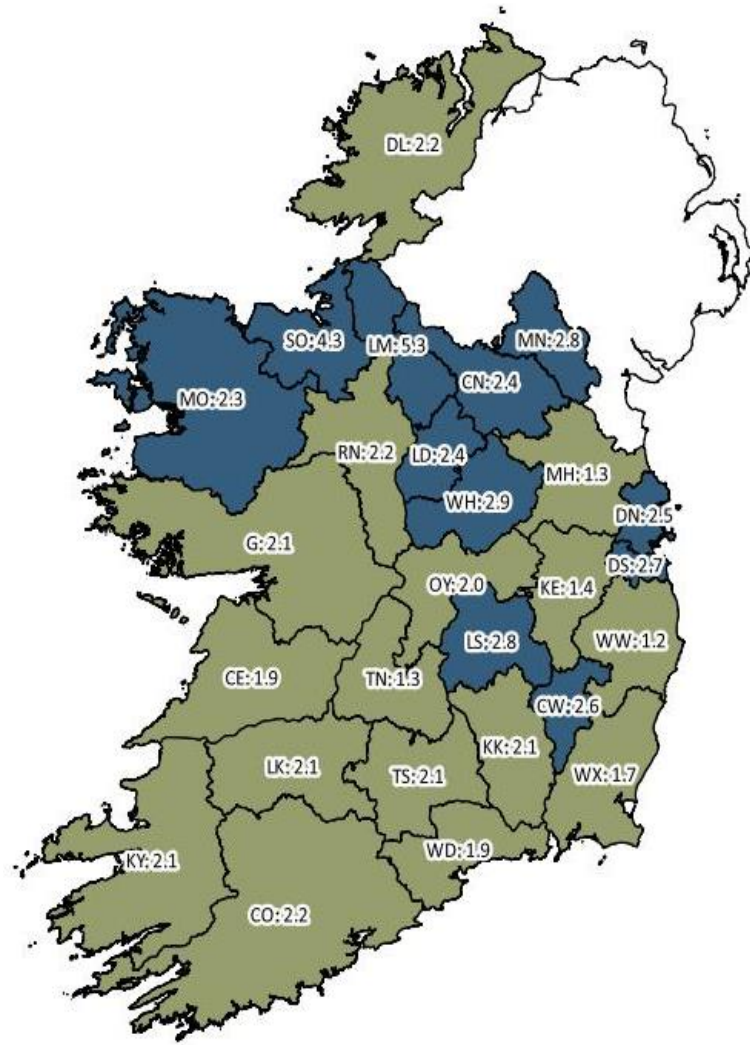 DL: 2.2
SO: 4.3
LM: 5.3
MN: 2.8
CN: 2.4
MO: 2.3
RN: 2.2
LD: 2.4
MH: 1.3
WH: 2.9
DN: 2.5
G: 2.1
DS: 2.7
OY: 2.0
KE: 1.4
LS: 2.8
WW: 1.2
CE: 1.9
TN: 1.3
CW: 2.6
KK: 2.1
LK: 2.1
TS: 2.1
WX: 1.7
WD: 1.9
KY: 2.1
CO: 2.2